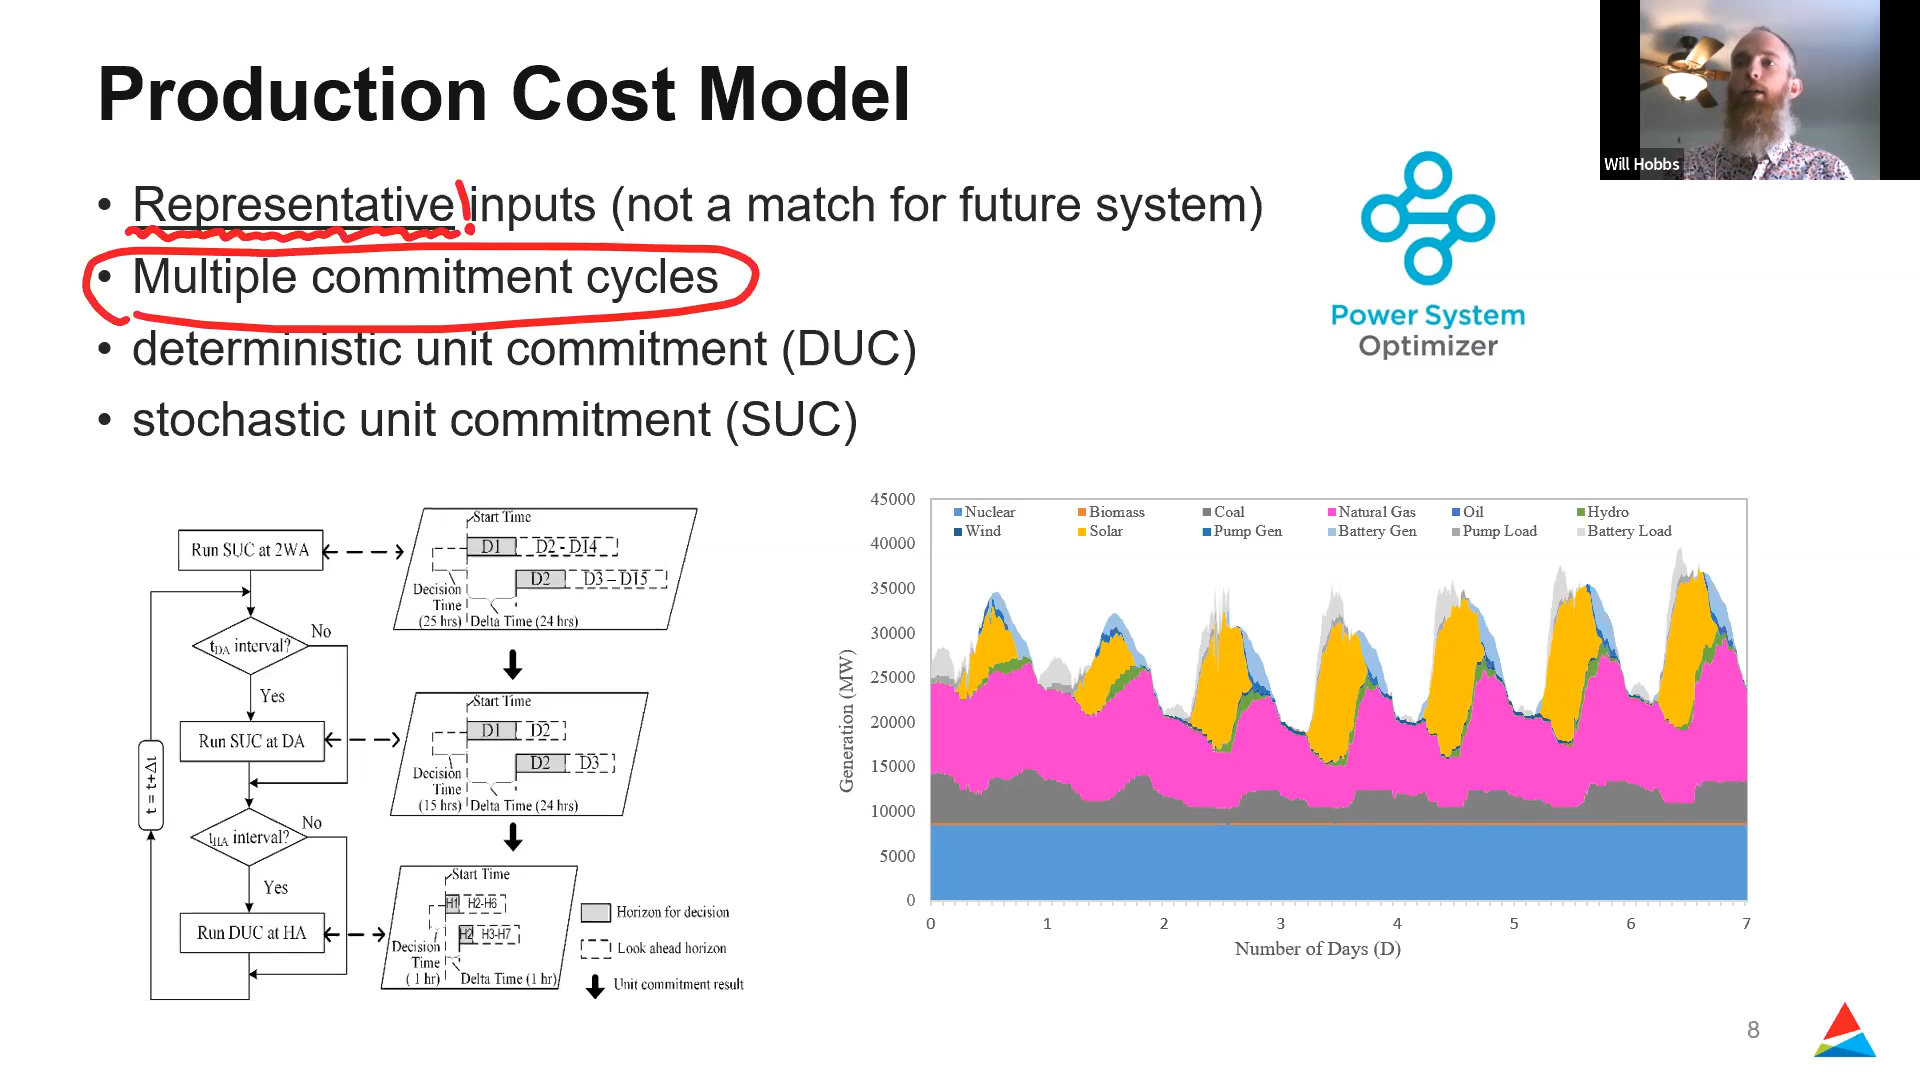 Production Cost Model
Will Hobbs
• Representative inputs (not a match for future system)
• Multiple commitment cycles
• deterministic unit commitment (DUC)
• stochastic unit commitment (SUC)
Power System
Optimizer
Run SUC at 2WA
tDA interval?
No
Yes
Run SUC at DA
t = t+Δt
tHA interval?
No
Yes
Run DUC at HA
Start Time
D1 D2 - D14
D2 D3 – D15
Decision
Time
(25 hrs) Delta Time (24 hrs)
Start Time
D1 D2
D2 D3
Decision
Time
(15 hrs) Delta Time (24 hrs)
Start Time
H1 H2-H6
H2 H3-H7
Decision
Time
( 1 hr) Delta Time (1 hr)
Horizon for decision
Look ahead horizon
Unit commitment result
Generation (MW)
45000
40000
35000
30000
25000
20000
15000
10000
5000
0
Nuclear Biomass Coal Natural Gas Oil Hydro
Wind Solar Pump Gen Battery Gen Pump Load Battery Load
0 1 2 3 4 5 6 7
Number of Days (D)
8